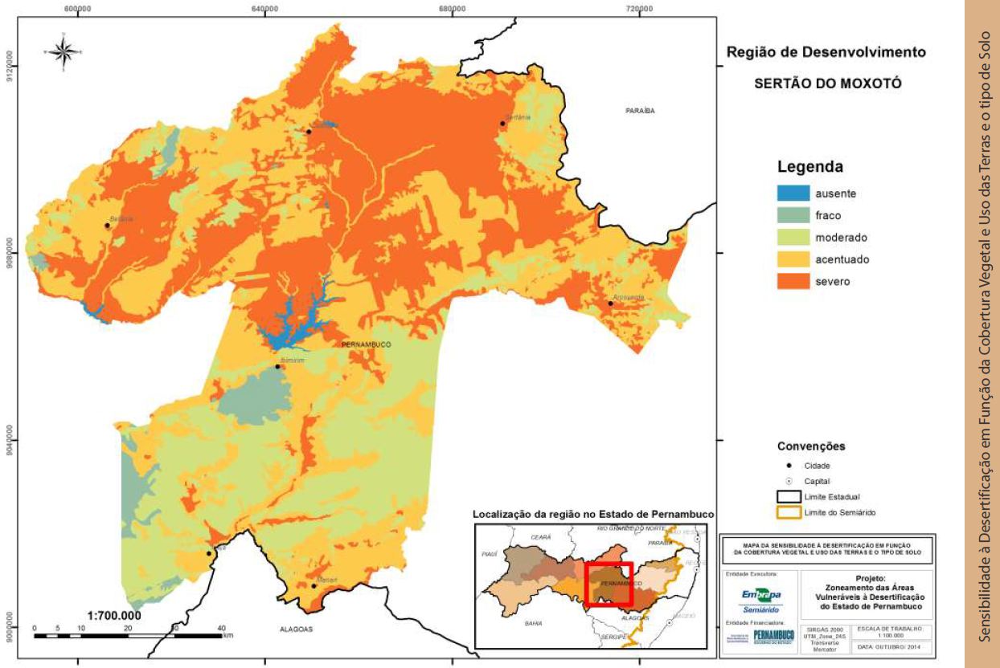 600000
640000
680000
720000
9120000
9080000
9040000
9000000
Região de Desenvolvimento
SERTÃO DO MOXOTÓ
PARAÍBA
Sertânia
Betânia
Arcoverde
PERNAMBUCO
Ibimirim
Manari
ALAGOAS
Legenda
ausente
fraco
moderado
acentuado
severo
Convenções
Cidade
Capital
Limite Estadual
Limite do Semiárido
1:700.000
0 10 20 30 40
km
Localização da região no Estado de Pernambuco
CEARÁ
RIO GRANDE DO NORTE
PARAÍBA
PIAUÍ
PERNAMBUCO
BAHIA
ALAGOAS
SERGIPE
MAPA DA SENSIBILIDADE À DESERTIFICAÇÃO EM FUNÇÃO
DA COBERTURA VEGETAL E USO DAS TERRAS E O TIPO DE SOLO
Entidade Executora:
Embrapa
Semiárido
Entidade Financiadora:
PERNAMBUCO
GOVERNO DO ESTADO
Projeto:
Zoneamento das Áreas
Vulneráveis à Desertificação
do Estado de Pernambuco
SIRGAS 2000
UTM_Zona_24S
Transverse
Mercator
ESCALA DE TRABALHO:
1:100.000
DATA: OUTUBRO/ 2014
Sensibilidade à Desertificação em Função da Cobertura Vegetal e Uso das Terras e o tipo de Solo